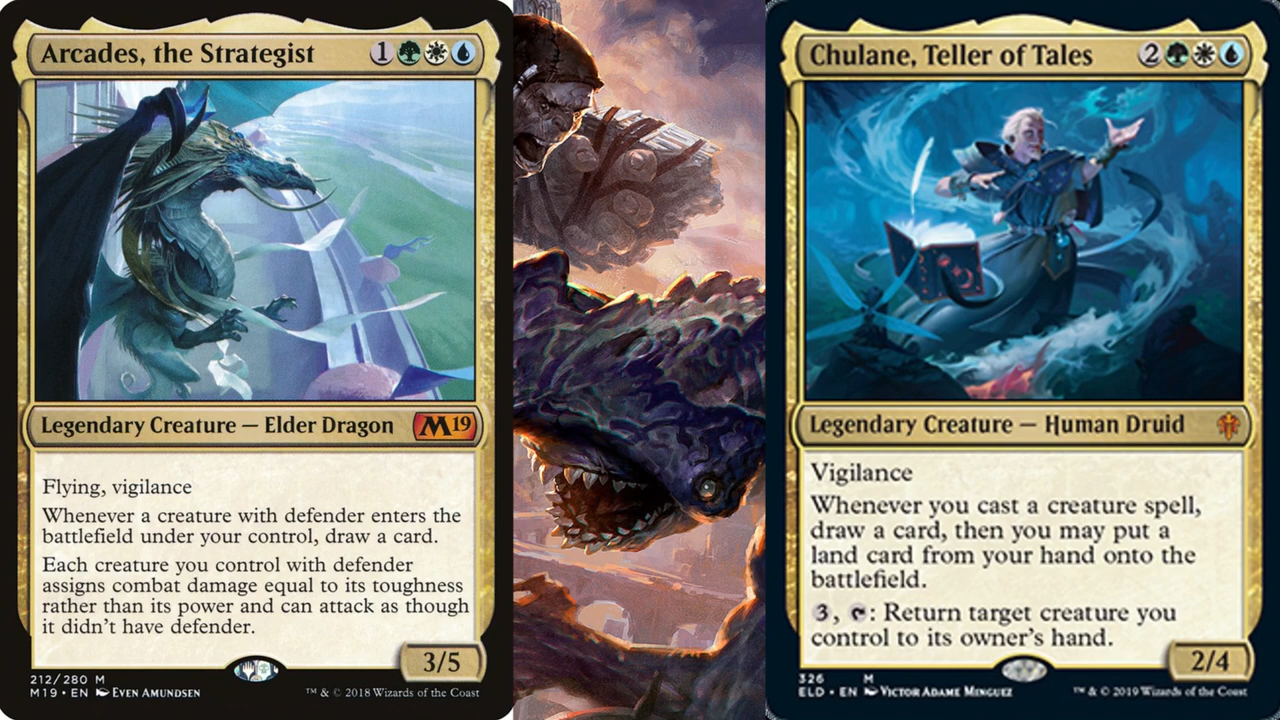 Arcades, the Strategist 1
Legendary Creature — Elder Dragon M19
Flying, vigilance
Whenever a creature with defender enters the
battlefield under your control, draw a card.
Each creature you control with defender
assigns combat damage equal to its toughness
rather than its power and can attack as though
it didn't have defender.
3/5
212/280 M
M19 • EN Even Amundsen
™ & © 2018 Wizards of the Coast
Chulane, Teller of Tales 2
Legendary Creature — Human Druid
Vigilance
Whenever you cast a creature spell,
draw a card, then you may put a
land card from your hand onto the
battlefield.
3, : Return target creature you
control to its owner's hand.
2/4
326 M
ELD • EN Victor Adame Minguez
™ & © 2019 Wizards of the Coast